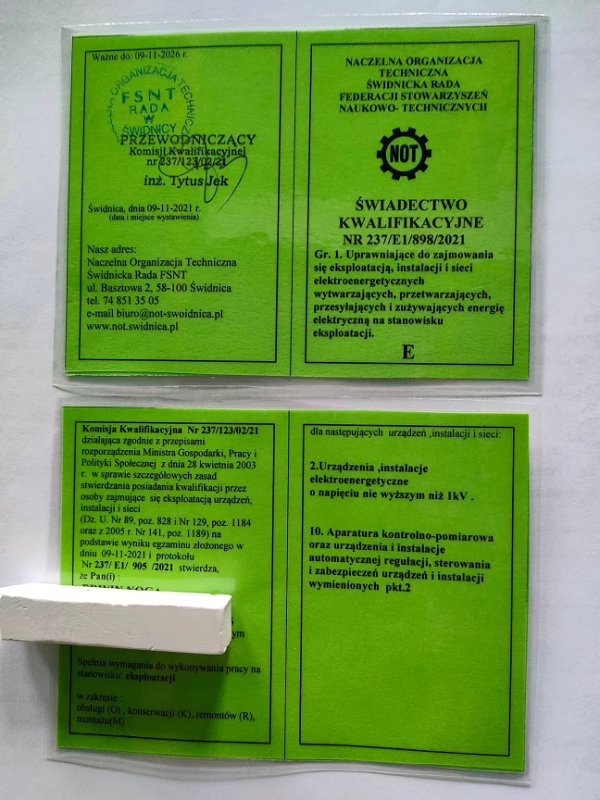 Ważne do. 09-11-2026 r.
ORGANIZACJA TECHNICZNA
FSNT
RADA
W
ŚWIDNICY
PRZEWODNICZĄCY
Komisji Kwalifikacyjnej
nr 237/123/02/21
inż. Tytus Jek
Świdnica, dnia 09-11-2021 r.
(data i miejsce wystawienia)
Nasz adres:
Naczelna Organizacja Techniczna
Świdnicka Rada FSNT
ul. Basztowa 2, 58-100 Świdnica
tel. 74 851 35 05
e-mail biuro@not-swoidnica.pl
www.not.swidnica.pl
NACZELNA ORGANIZACJA
TECHNICZNA
ŚWIDNICKA RADA
FEDERACJI STOWARZYSZEŃ
NAUKOWO- TECHNICZNYCH
NOT
ŚWIADECTWO
KWALIFIKACYJNE
NR 237/E1/898/2021
Gr. 1. Uprawniające do zajmowania
się eksploatacją, instalacji i sieci
elektroenergetycznych
wytwarzających, przetwarzających,
przesyłających i zużywających energię
elektryczną na stanowisku
eksploatacji.
E
Komisja Kwalifikacyjna Nr 237/123/02/21
działająca zgodnie z przepisami
rozporządzenia Ministra Gospodarki, Pracy i
Polityki Społecznej z dnia 28 kwietnia 2003
r. w sprawie szczegółowych zasad
stwierdzania posiadania kwalifikacji przez
osoby zajmujące się eksploatacją urządzeń,
instalacji i sieci
(Dz. U. Nr 89, poz. 828 i Nr 129, poz. 1184
oraz z 2005 r. Nr 141, poz. 1189) na
podstawie wyniku egzaminu złożonego w
dniu 09-11-2021 i protokołu
Nr 237/ E1/ 905 /2021 stwierdza,
że Pan(i) :
Spełnia wymagania do wykonywania pracy na
stanowisku: eksploatacji
w zakresie :
obsługi (O) , konserwacji (K), remontów (R),
montażu(M)
dla następujących urządzeń ,instalacji i sieci:
2.Urządzenia ,instalacje
elektroenergetyczne
o napięciu nie wyższym niż 1kV .
10. Aparatura kontrolno-pomiarowa
oraz urządzenia i instalacje
automatycznej regulacji, sterowania
i zabezpieczeń urządzeń i instalacji
wymienionych pkt.2